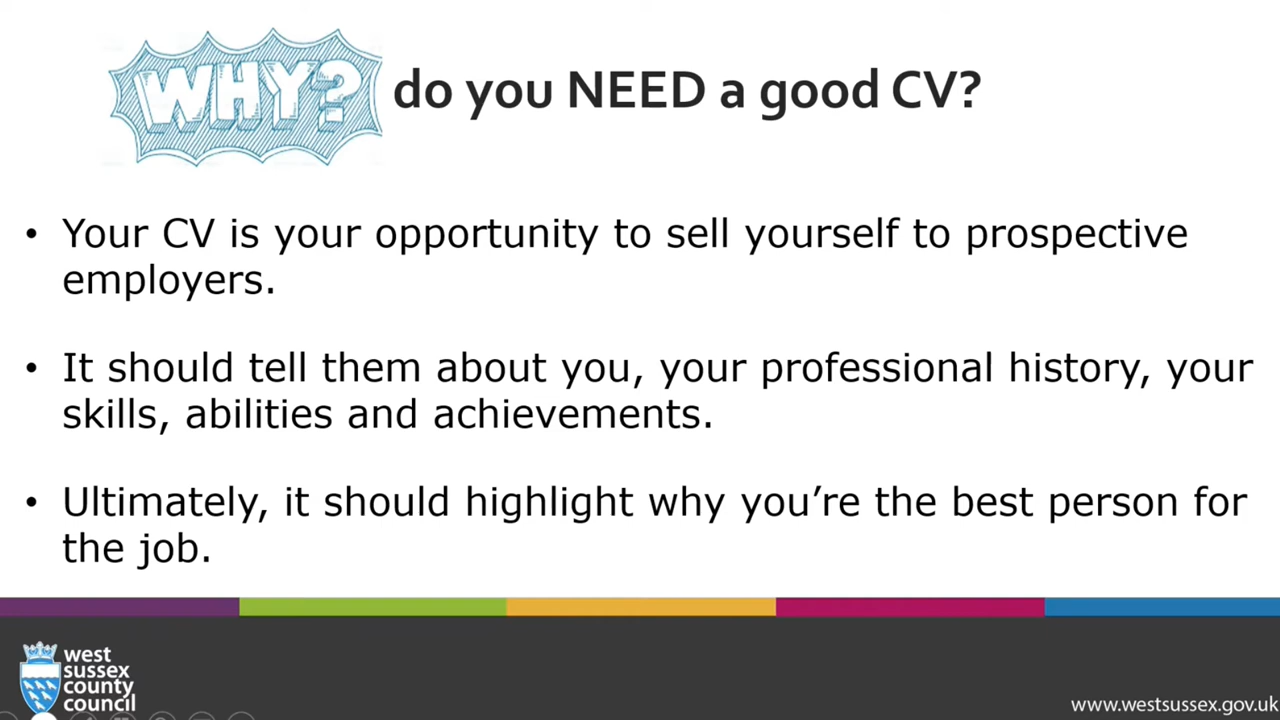 WHY? do you NEED a good CV?
• Your CV is your opportunity to sell yourself to prospective
employers.
• It should tell them about you, your professional history, your
skills, abilities and achievements.
• Ultimately, it should highlight why you’re the best person for
the job.
west
sussex
county
council
www.westsussex.gov.uk